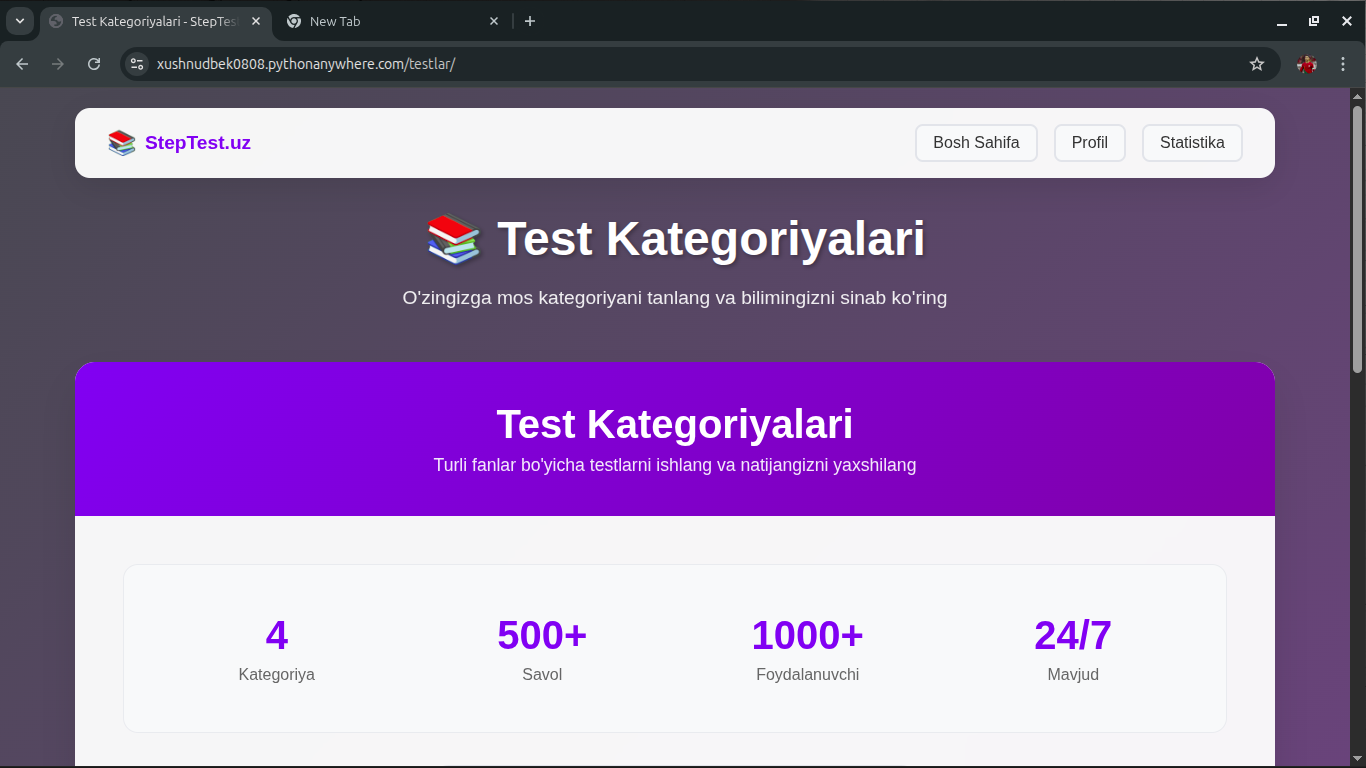 Test Kategoriyalari - StepTest
New Tab
xushnudbek0808.pythonanywhere.com/testlar/
StepTest.uz
Bosh Sahifa
Profil
Statistika
Test Kategoriyalari
O'zingizga mos kategoriyani tanlang va bilimingizni sinab ko'ring
Test Kategoriyalari
Turli fanlar bo'yicha testlarni ishlang va natijangizni yaxshilang
4
Kategoriya
500+
Savol
1000+
Foydalanuvchi
24/7
Mavjud